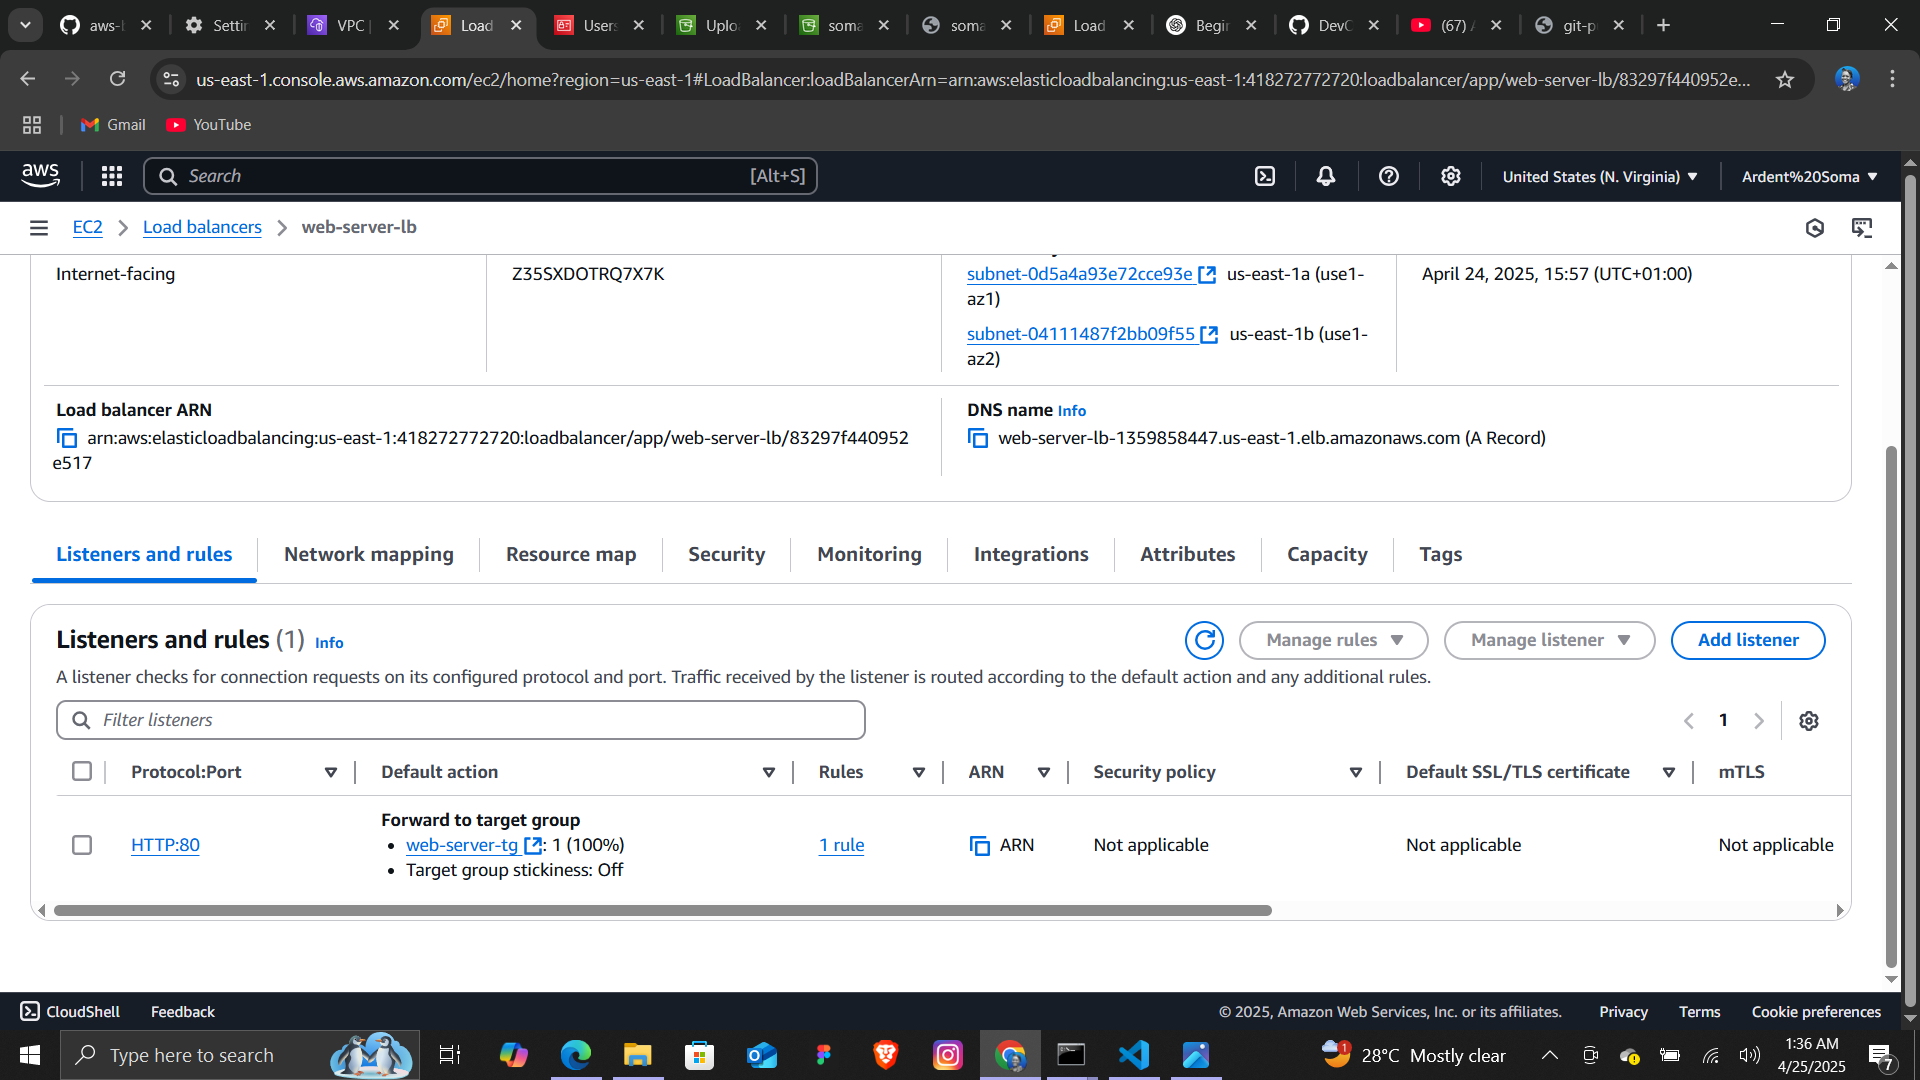 aws-l
Settin
VPC |
Load
Users
Uplo
soma
soma
Load
Begin
DevC
(67) A
git-p
us-east-1.console.aws.amazon.com/ec2/home?region=us-east-1#LoadBalancer:loadBalancerArn=arn:aws:elasticloadbalancing:us-east-1:418272772720:loadbalancer/app/web-server-lb/83297f440952e...
Gmail
YouTube
aws
Search
[Alt+S]
United States (N. Virginia)
Ardent%20Soma
EC2
Load balancers
web-server-lb
Internet-facing
Z35SXDOTRQ7X7K
subnet-0d5a4a93e72cce93e us-east-1a (use1-
az1)
subnet-04111487f2bb09f55 us-east-1b (use1-
az2)
April 24, 2025, 15:57 (UTC+01:00)
Load balancer ARN
arn:aws:elasticloadbalancing:us-east-1:418272772720:loadbalancer/app/web-server-lb/83297f440952
e517
DNS name Info
web-server-lb-1359858447.us-east-1.elb.amazonaws.com (A Record)
Listeners and rules
Network mapping
Resource map
Security
Monitoring
Integrations
Attributes
Capacity
Tags
Listeners and rules (1) Info
Manage rules
Manage listener
Add listener
A listener checks for connection requests on its configured protocol and port. Traffic received by the listener is routed according to the default action and any additional rules.
Filter listeners
1
Protocol:Port
Default action
Rules
ARN
Security policy
Default SSL/TLS certificate
mTLS
HTTP:80
Forward to target group
• web-server-tg : 1 (100%)
• Target group stickiness: Off
1 rule
ARN
Not applicable
Not applicable
Not applicable
CloudShell
Feedback
© 2025, Amazon Web Services, Inc. or its affiliates.
Privacy
Terms
Cookie preferences
Type here to search
1
28°C Mostly clear
1:36 AM
4/25/2025
7